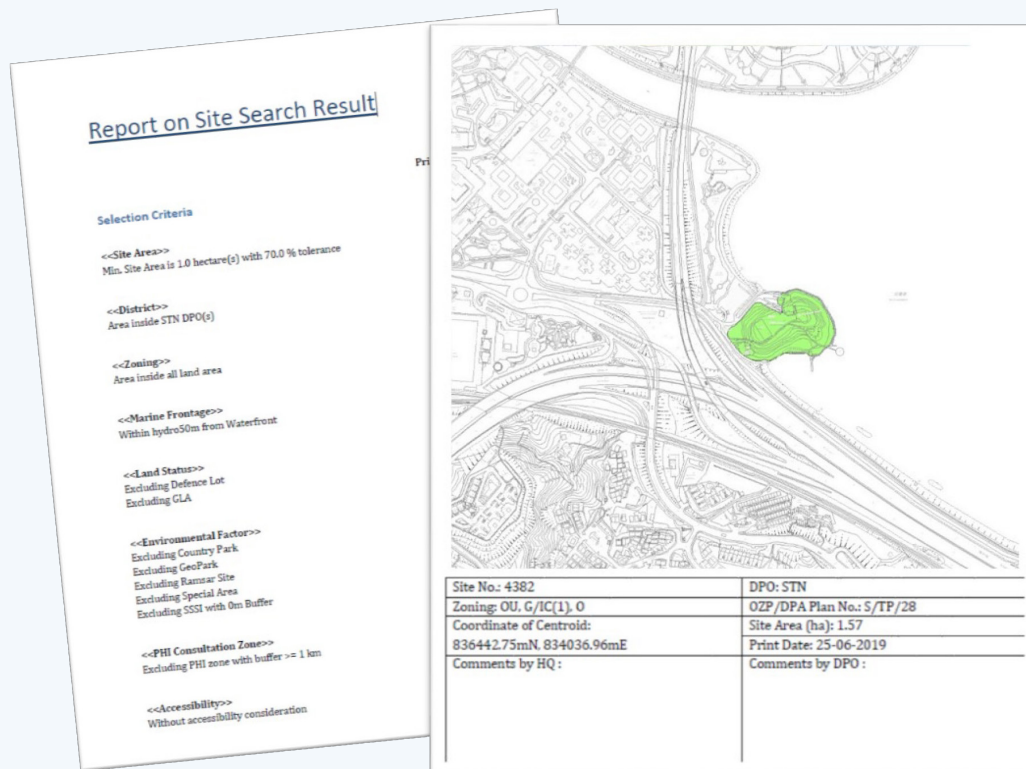 Report on Site Search Result
Pri
Selection Criteria
<<Site Area>>
Min. Site Area is 1.0 hectare(s) with 70.0 % tolerance
<<District>>
Area inside STN DPO(s)
<<Zoning>>
Area inside all land area
<<Marine Frontage>>
Within hydro50m from Waterfront
<<Land Status>>
Excluding Defence Lot
Excluding GLA
<<Environmental Factor>>
Excluding Country Park
Excluding GeoPark
Excluding Ramsar Site
Excluding Special Area
Excluding SSSI with 0m Buffer
<<PHI Consultation Zone>>
Excluding PHI zone with buffer >= 1 km
<<Accessibility>>
Without accessibility consideration
Site No.: 4382
DPO: STN
Zoning: OU, G/IC(1), O
OZP/DPA Plan No.: S/TP/28
Coordinate of Centroid:
836442.75mN, 834036.96mE
Site Area (ha): 1.57
Print Date: 25-06-2019
Comments by HQ :
Comments by DPO :